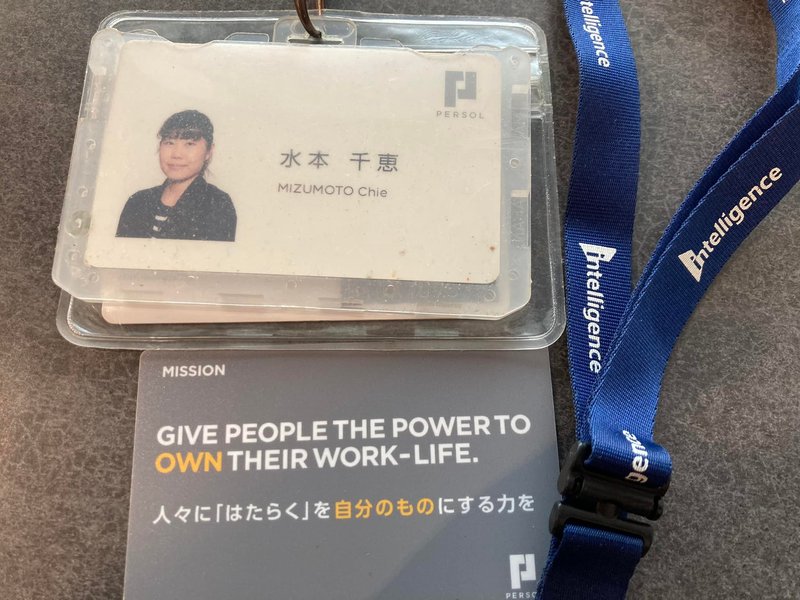 PERSOL
水本 千恵
MIZUMOTO Chie
MISSION
GIVE PEOPLE THE POWER TO
OWN THEIR WORK-LIFE.
人々に「はたらく」を自分のものにする力を
PERSOL
intelligence
intelligence
intelligence